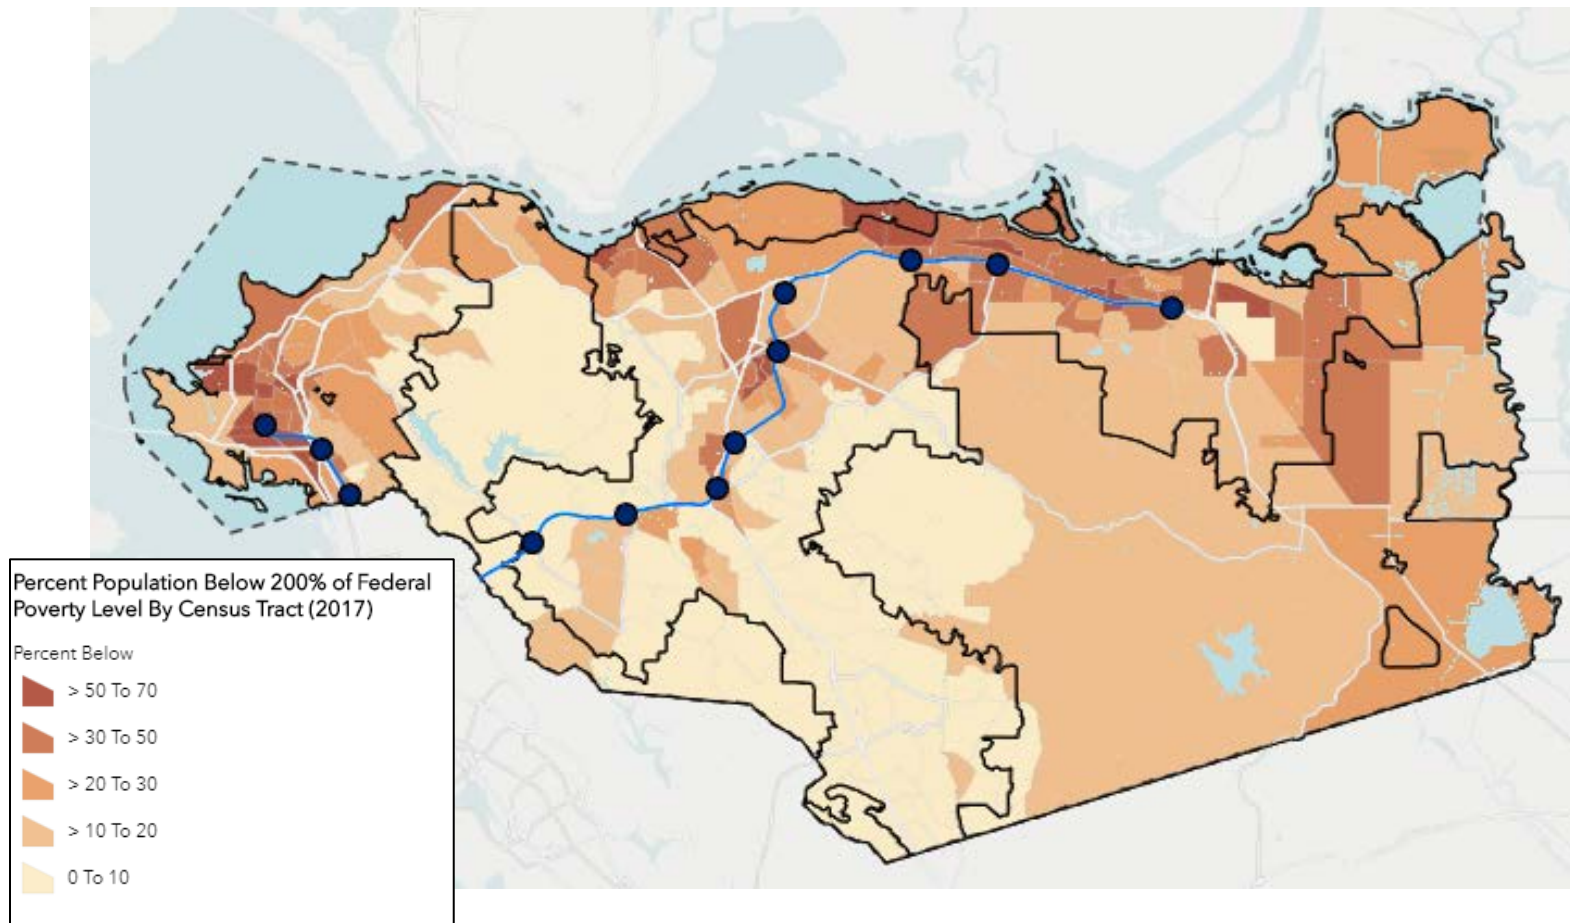 Percent Population Below 200% of Federal
Poverty Level By Census Tract (2017)
Percent Below
> 50 To 70
> 30 To 50
> 20 To 30
> 10 To 20
0 To 10